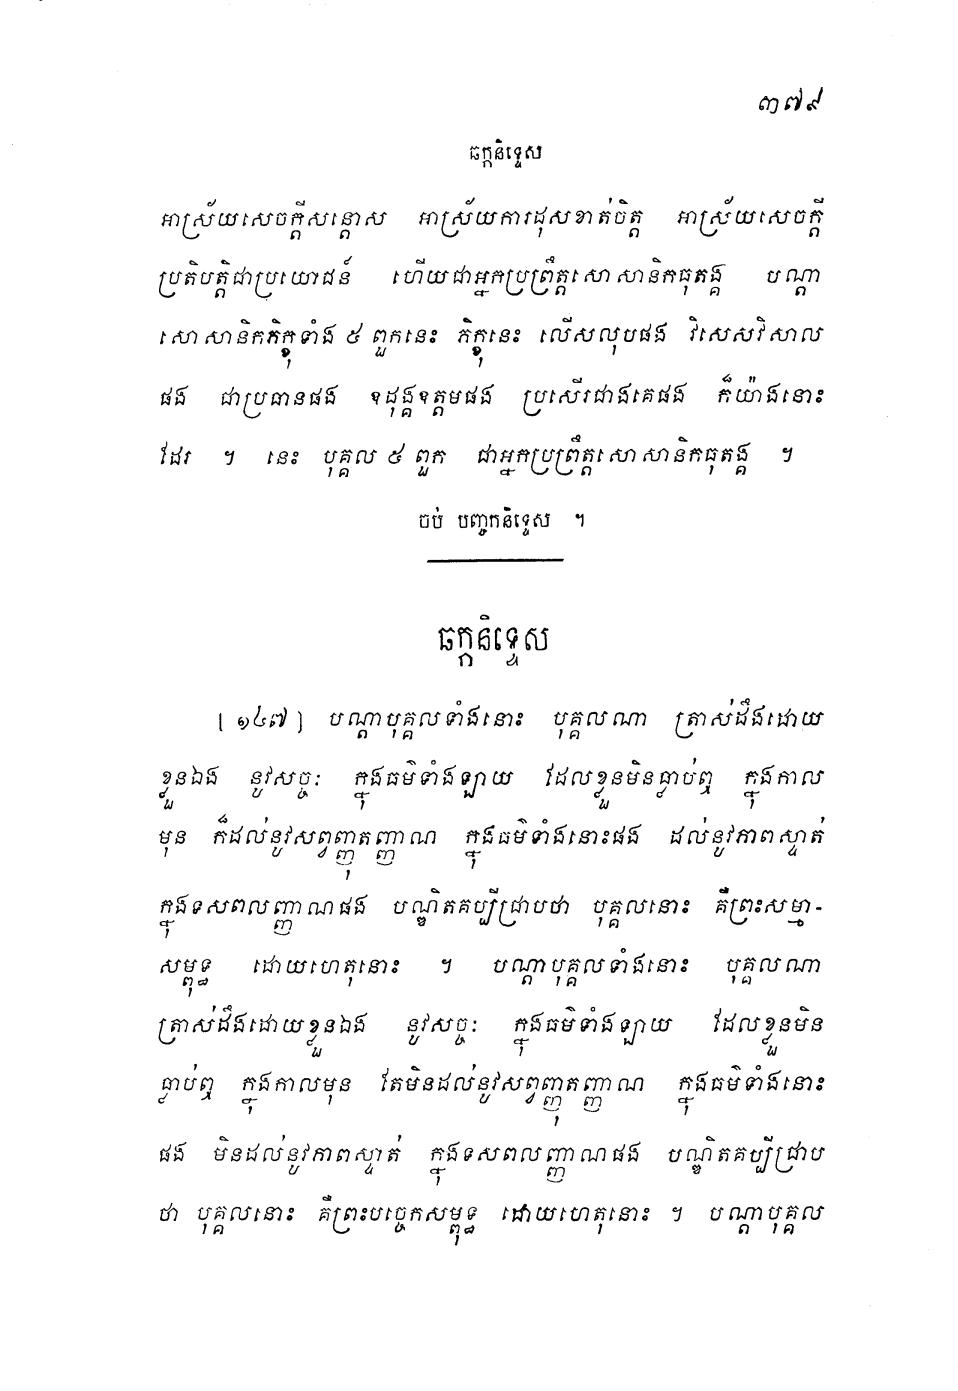 ៣៧៩
ឆក្កនិទ្ទេស
អាស្រ័យសេចក្តីសន្តោស អាស្រ័យការដុសខាត់ចិត្ត អាស្រ័យសេចក្តី
ប្រតិបត្តិជាប្រយោជន៍ ហើយជាអ្នកប្រព្រឹត្តសោសានិកធុតង្គ បណ្តា
សោសានិកភិក្ខុទាំង ៥ ពួកនេះ ភិក្ខុនេះ លើសលុបផង វិសេសវិសាល
ផង ជាប្រធានផង ឧដុង្គឧត្តមផង ប្រសើរជាងគេផង ក៏យ៉ាងនោះ
ដែរ ។ នេះ បុគ្គល ៥ ពួក ជាអ្នកប្រព្រឹត្តសោសានិកធុតង្គ ។
ចប់ បញ្ចកនិទ្ទេស ។
ឆក្កនិទ្ទេស
[១៤៧] បណ្តាបុគ្គលទាំងនោះ បុគ្គលណា ត្រាស់ដឹងដោយ
ខ្លួនឯង នូវសច្ចៈ ក្នុងធម៌ទាំងឡាយ ដែលខ្លួនមិនធ្លាប់ឮ ក្នុងកាល
មុន ក៏ដល់នូវសព្វញ្ញុតញ្ញាណ ក្នុងធម៌ទាំងនោះផង ដល់នូវភាពស្ទាត់
ក្នុងទសពលញ្ញាណផង បណ្ឌិតគប្បីជ្រាបថា បុគ្គលនោះ គឺព្រះសម្មា-
សម្ពុទ្ធ ដោយហេតុនោះ ។ បណ្តាបុគ្គលទាំងនោះ បុគ្គលណា
ត្រាស់ដឹងដោយខ្លួនឯង នូវសច្ចៈ ក្នុងធម៌ទាំងឡាយ ដែលខ្លួនមិន
ធ្លាប់ឮ ក្នុងកាលមុន តែមិនដល់នូវសព្វញ្ញុតញ្ញាណ ក្នុងធម៌ទាំងនោះ
ផង មិនដល់នូវភាពស្ទាត់ ក្នុងទសពលញ្ញាណផង បណ្ឌិតគប្បីជ្រាប
ថា បុគ្គលនោះ គឺព្រះបច្ចេកសម្ពុទ្ធ ដោយហេតុនោះ ។ បណ្តាបុគ្គល